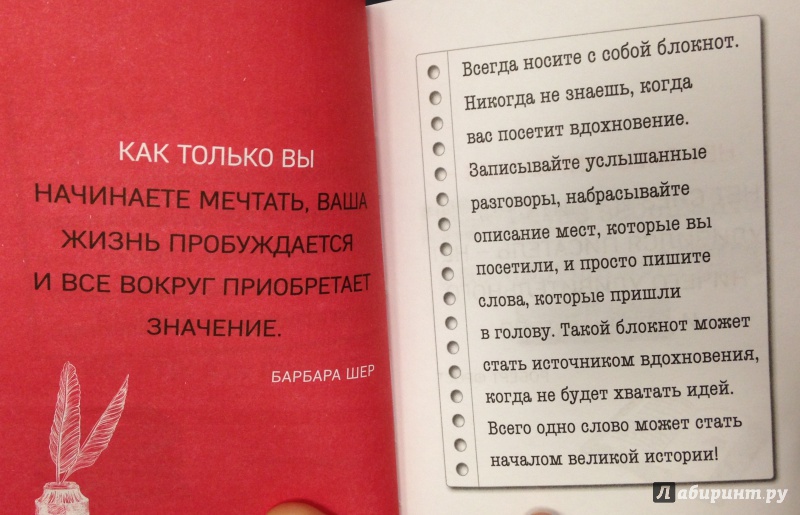 КАК ТОЛЬКО ВЫ
НАЧИНАЕТЕ МЕЧТАТЬ, ВАША
ЖИЗНЬ ПРОБУЖДАЕТСЯ
И ВСЕ ВОКРУГ ПРИОБРЕТАЕТ
ЗНАЧЕНИЕ.
БАРБАРА ШЕР
Всегда носите с собой блокнот.
Никогда не знаешь, когда
вас посетит вдохновение.
Записывайте услышанные
разговоры, набрасывайте
описание мест, которые вы
посетили, и просто пишите
слова, которые пришли
в голову. Такой блокнот может
стать источником вдохновения,
когда не будет хватать идей.
Всего одно слово может стать
началом великой истории!
Лабиринт.ру